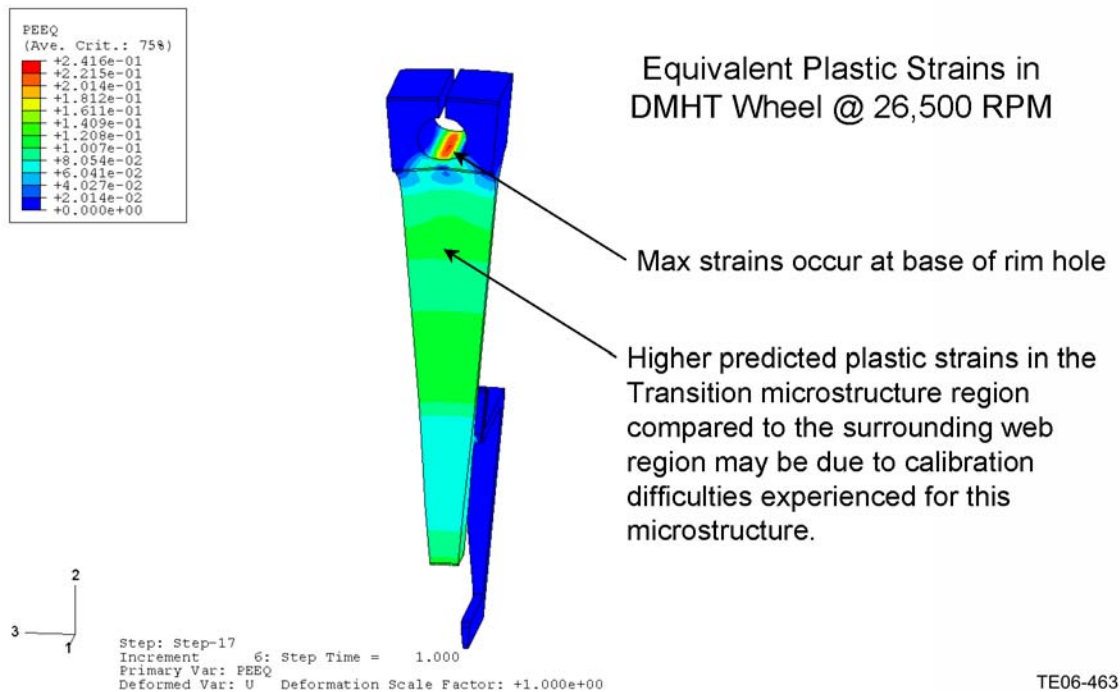 PEEQ
(Ave. Crit.: 75%)
+2.416e-01
+2.215e-01
+2.014e-01
+1.812e-01
+1.611e-01
+1.409e-01
+1.208e-01
+1.007e-01
+8.054e-02
+6.041e-02
+4.027e-02
+2.014e-02
+0.000e+00
Equivalent Plastic Strains in
DMHT Wheel @ 26,500 RPM
Max strains occur at base of rim hole
Higher predicted plastic strains in the
Transition microstructure region
compared to the surrounding web
region may be due to calibration
difficulties experienced for this
microstructure.
2
3
1
Step: Step-17
Increment 6: Step Time = 1.000
Primary Var: PEEQ
Deformed Var: U Deformation Scale Factor: +1.000e+00
TE06-463